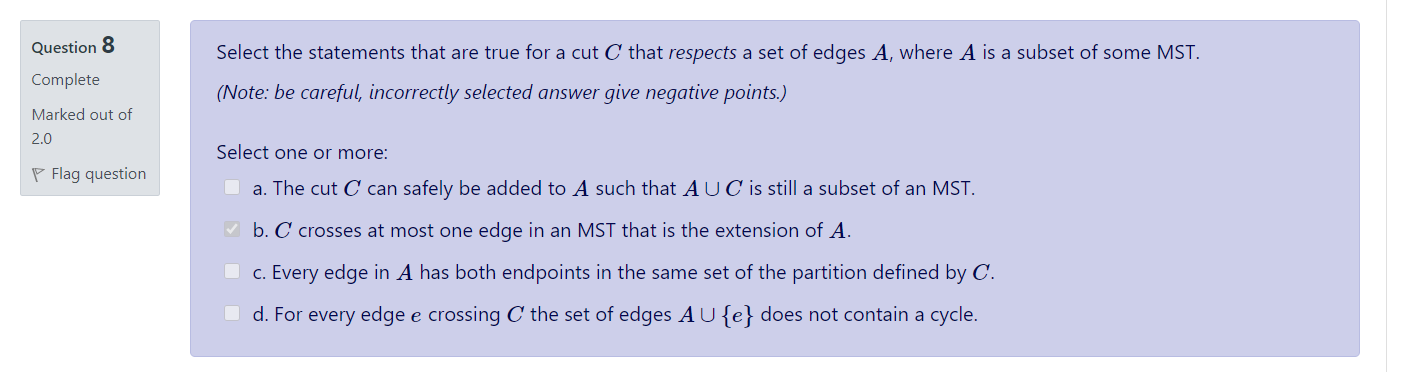 Question 8
Complete
Marked out of
2.0
Flag question
Select the statements that are true for a cut C that respects a set of edges A, where A is a subset of some MST.
(Note: be careful, incorrectly selected answer give negative points.)
Select one or more:
a. The cut C can safely be added to A such that A ∪ C is still a subset of an MST.
b. C crosses at most one edge in an MST that is the extension of A.
c. Every edge in A has both endpoints in the same set of the partition defined by C.
d. For every edge e crossing C the set of edges A ∪ {e} does not contain a cycle.